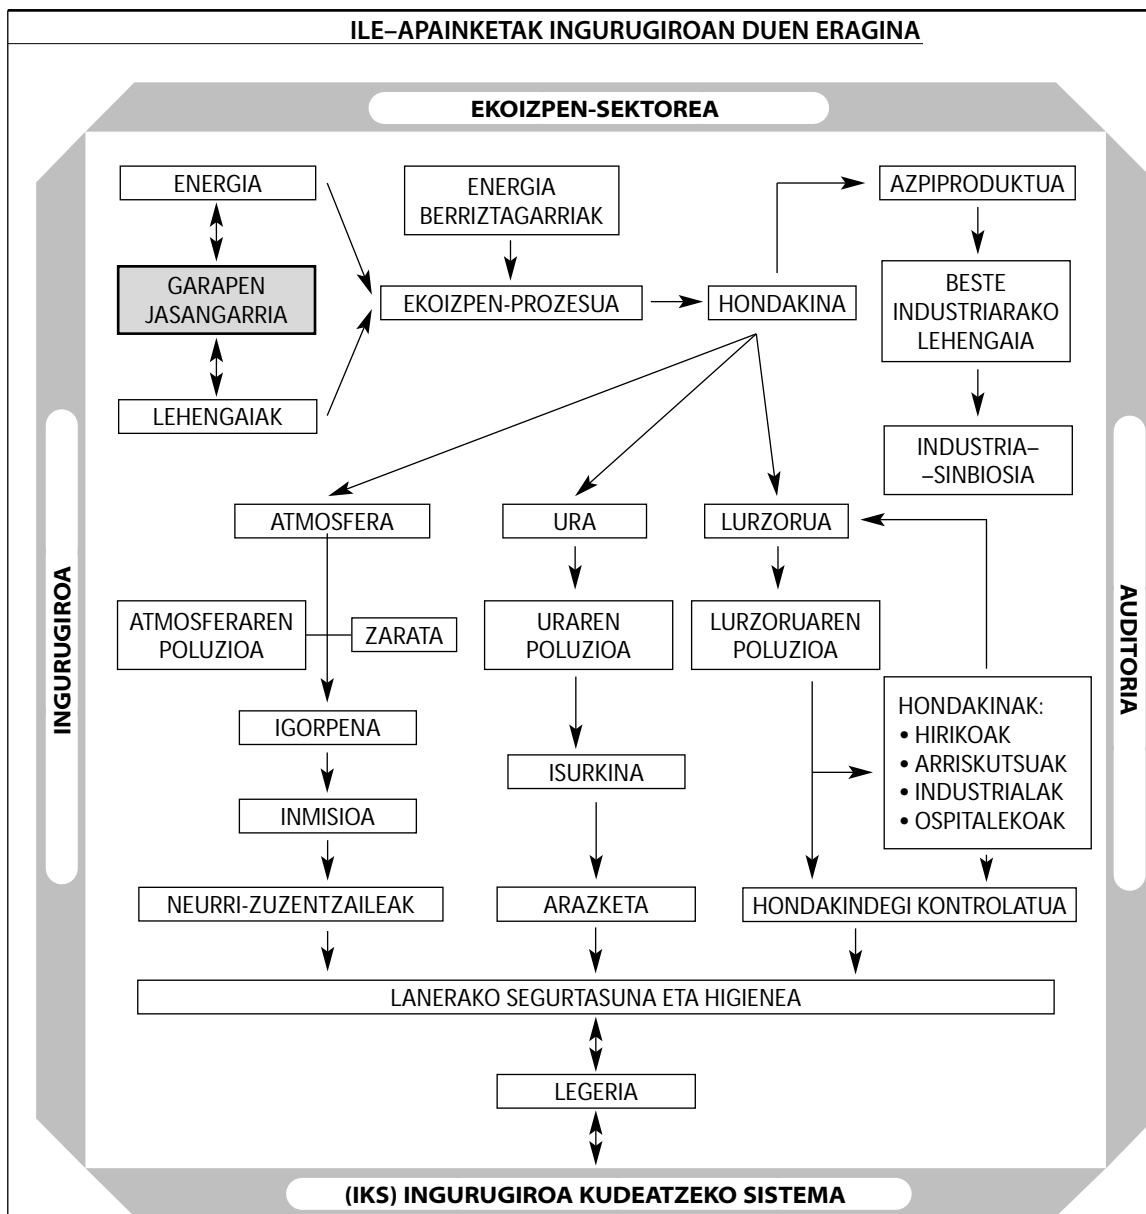 ILE–APAINKETAK INGURUGIROAN DUEN ERAGINA
EKOIZPEN-SEKTOREA
ENERGIA
ENERGIA
BERRIZTAGARRIAK
AZPIPRODUKTUA
GARAPEN
JASANGARRIA
EKOIZPEN-PROZESUA
HONDAKINA
BESTE
INDUSTRIARAKO
LEHENGAIA
LEHENGAIAK
INDUSTRIA–
–SINBIOSIA
ATMOSFERA
URA
LURZORUA
INGURUGIROA
AUDITORIA
ATMOSFERAREN
POLUZIOA
ZARATA
URAREN
POLUZIOA
LURZORUAREN
POLUZIOA
IGORPENA
ISURKINA
HONDAKINAK:
• HIRIKOAK
• ARRISKUTSUAK
• INDUSTRIALAK
• OSPITALEKOAK
INMISIOA
NEURRI-ZUZENTZAILEAK
ARAZKETA
HONDAKINDEGI KONTROLATUA
LANERAKO SEGURTASUNA ETA HIGIENEA
LEGERIA
(IKS) INGURUGIROA KUDEATZEKO SISTEMA